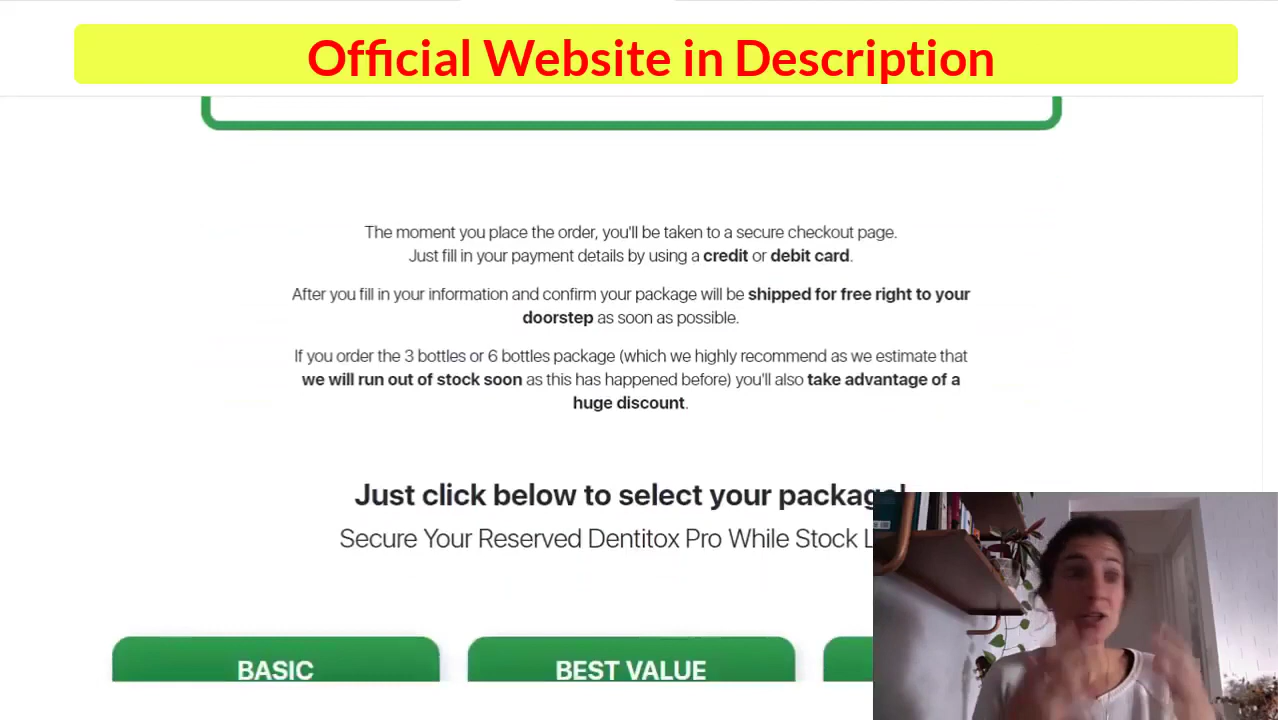 Official Website in Description
The moment you place the order, you'll be taken to a secure checkout page.
Just fill in your payment details by using a credit or debit card.
After you fill in your information and confirm your package will be shipped for free right to your
doorstep as soon as possible.
If you order the 3 bottles or 6 bottles package (which we highly recommend as we estimate that
we will run out of stock soon as this has happened before) you'll also take advantage of a
huge discount.
Just click below to select your package!
Secure Your Reserved Dentitox Pro While Stock
BASIC
BEST VALUE